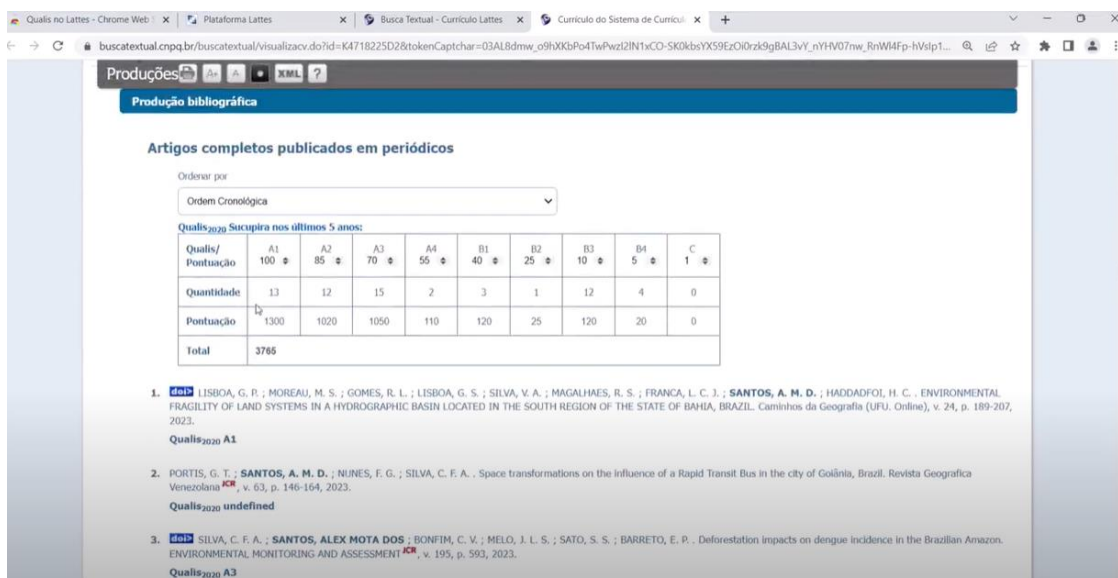 Qualis no Lattes - Chrome Web S
Plataforma Lattes
Busca Textual - Currículo Lattes
Currículo do Sistema de Currícul
buscatextual.cnpq.br/buscatextual/visualizacv.do?id=K4718225D2&tokenCaptchar=03AL8dmw_o9hXKbPo4TwPwzI2IN1xCO-SK0kbsYX59EzOi0rzk9gBAL3vY_nYHV07nw_RnWI4Fp-hVslp1...
Produções A+ A XML ?
Produção bibliográfica
Artigos completos publicados em periódicos
Ordenar por
Ordem Cronológica
Qualis2020 Sucupira nos últimos 5 anos:
Qualis/ A1 A2 A3 A4 B1 B2 B3 B4 C
Pontuação 100 85 70 55 40 25 10 5 1
Quantidade 13 12 15 2 3 1 12 4 0
Pontuação 1300 1020 1050 110 120 25 120 20 0
Total 3765
1. doi> LISBOA, G. P. ; MOREAU, M. S. ; GOMES, R. L. ; LISBOA, G. S. ; SILVA, V. A. ; MAGALHAES, R. S. ; FRANCA, L. C. J. ; SANTOS, A. M. D. ; HADDADFOI, H. C. . ENVIRONMENTAL
FRAGILITY OF LAND SYSTEMS IN A HYDROGRAPHIC BASIN LOCATED IN THE SOUTH REGION OF THE STATE OF BAHIA, BRAZIL. Caminhos da Geografia (UFU. Online), v. 24, p. 189-207,
2023.
Qualis2020 A1
2. PORTIS, G. T. ; SANTOS, A. M. D. ; NUNES, F. G. ; SILVA, C. F. A. . Space transformations on the influence of a Rapid Transit Bus in the city of Goiânia, Brazil. Revista Geografica
Venezolana JCR , v. 63, p. 146-164, 2023.
Qualis2020 undefined
3. doi> SILVA, C. F. A. ; SANTOS, ALEX MOTA DOS ; BONFIM, C. V. ; MELO, J. L. S. ; SATO, S. S. ; BARRETO, E. P. . Deforestation impacts on dengue incidence in the Brazilian Amazon.
ENVIRONMENTAL MONITORING AND ASSESSMENT JCR , v. 195, p. 593, 2023.
Qualis2020 A3